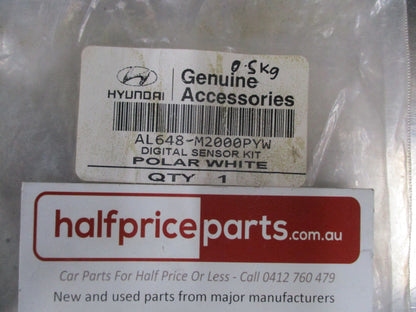 0.5kg
HYUNDAI
Genuine
Accessories
AL648-M2000PYW
DIGITAL SENSOR KIT
POLAR WHITE
QTY 1
halfpriceparts.com.au
Car Parts For Half Price Or Less - Call 0412 760 479
New and used parts from major manufacturers